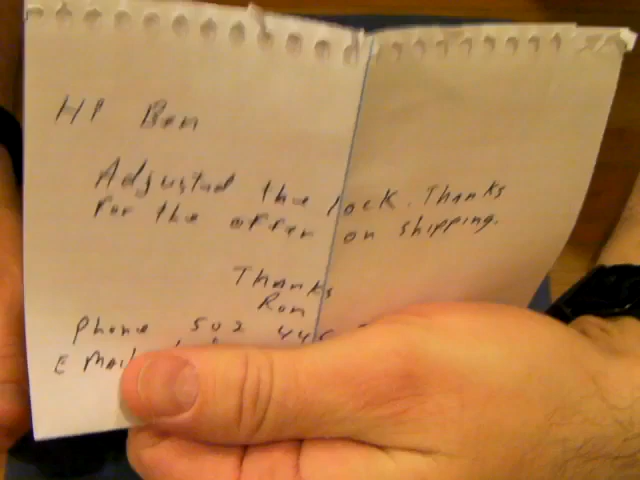 HI Ben
Adjusted the lock. Thanks
For the offer on shipping.
Thanks
Ron
Phone 502
E Mail